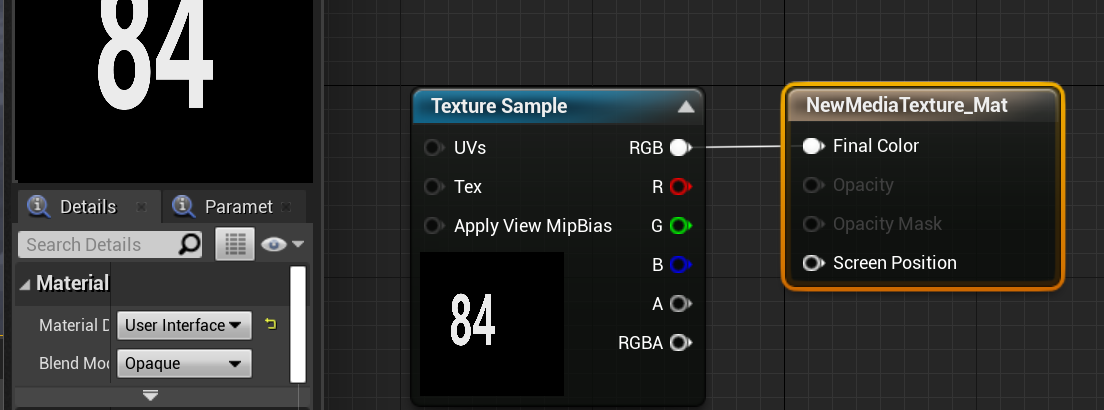 84
Details
Paramet
Search Details
Material
Material D
User Interface
Blend Mo
Opaque
Texture Sample
UVs
RGB
Tex
R
Apply View MipBias
G
B
A
RGBA
84
NewMediaTexture_Mat
Final Color
Opacity
Opacity Mask
Screen Position